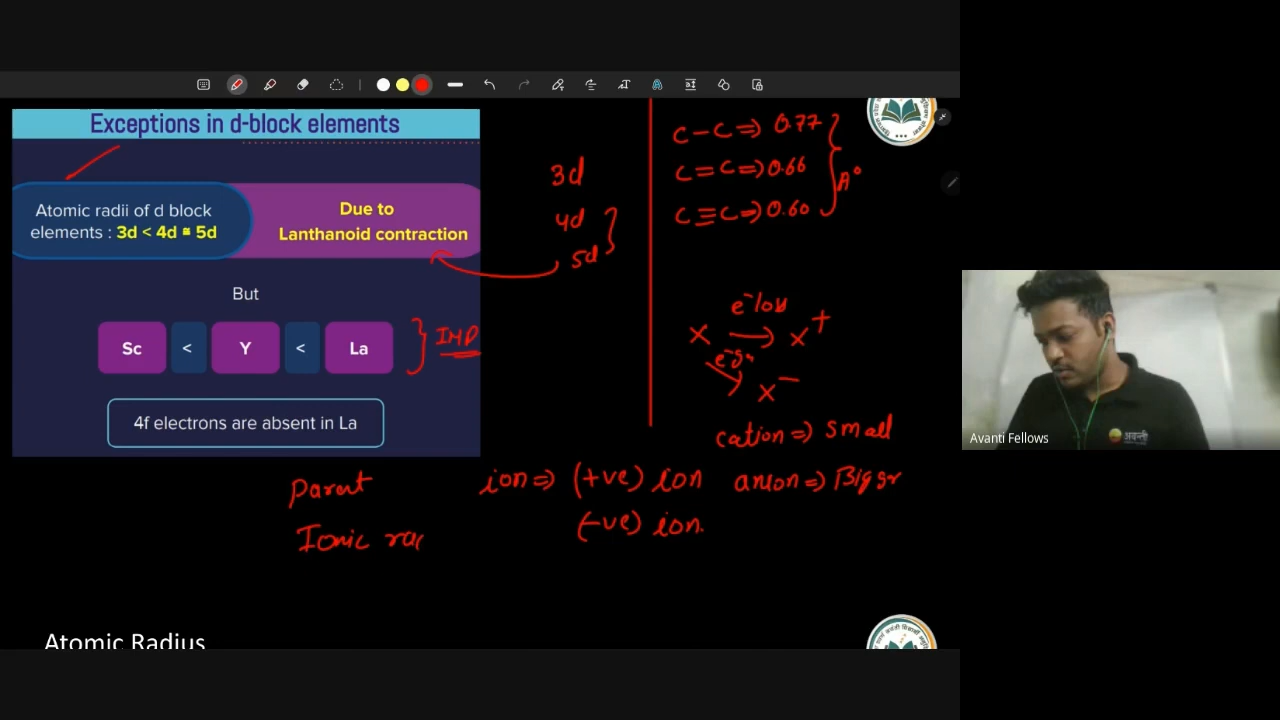 Exceptions in d-block elements
Atomic radii of d block
elements : 3d < 4d ≅ 5d
Due to
Lanthanoid contraction
But
Sc < Y < La
IMP
4f electrons are absent in La
3d
4d
5d
C-C⇒ 0.77
C=C⇒ 0.66
C≡C⇒ 0.60
A°
e⁻ loss
X → X⁺
X⁻
cation ⇒ small
anion ⇒ Bigger
Parent
ion ⇒ (+ve) ion
(-ve) ion.
Ionic rac
Atomic Radius
Avanti Fellows
अवन्ती